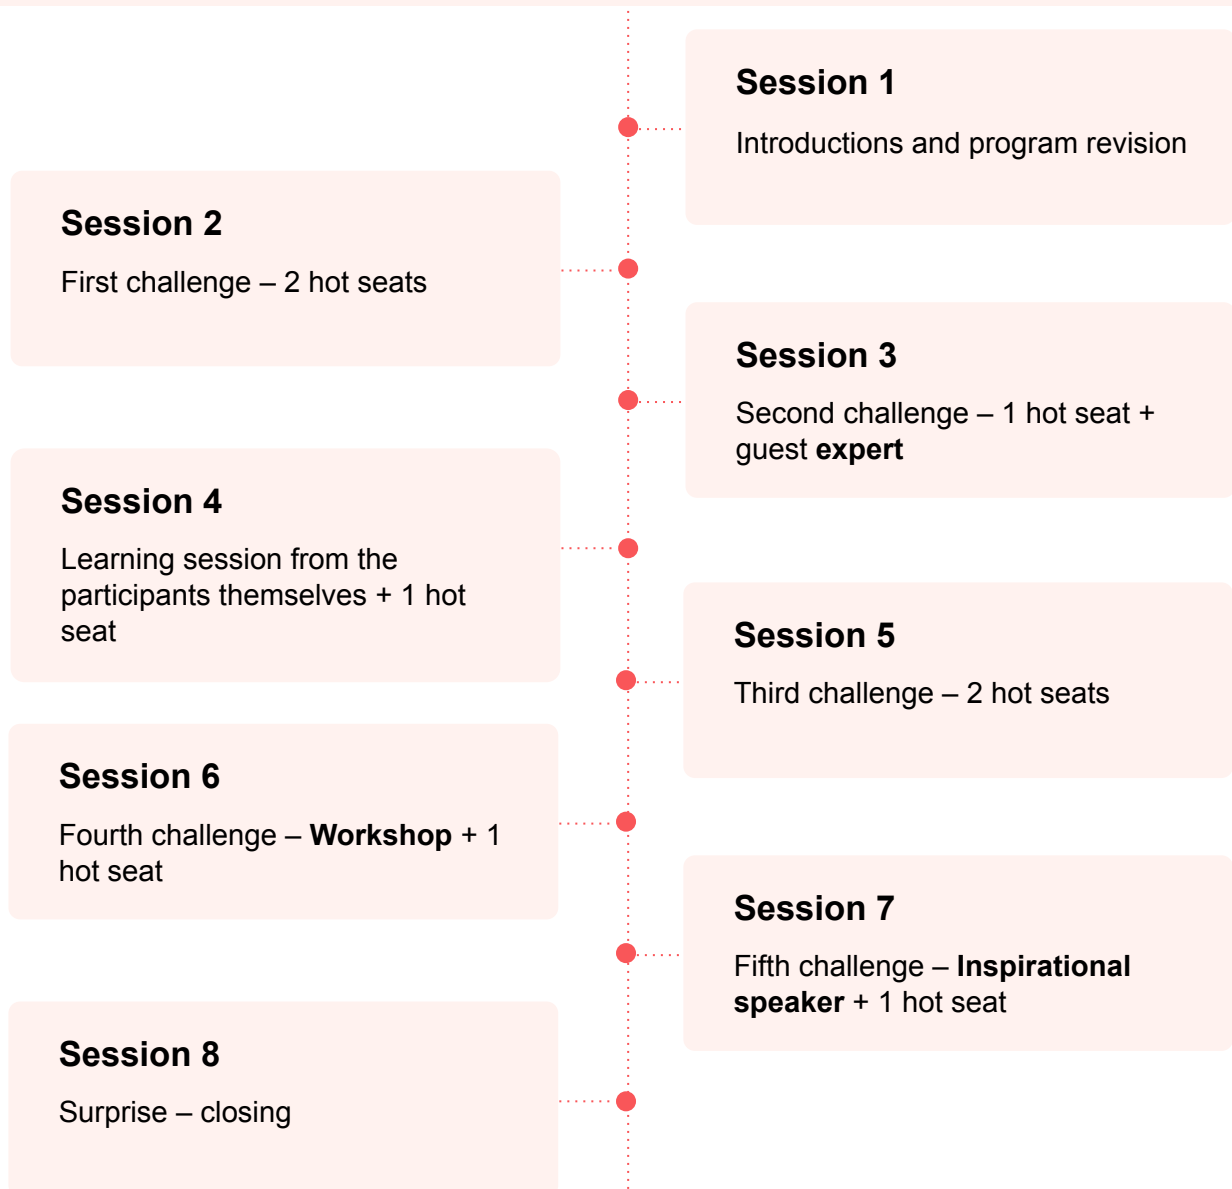 Session 1
Introductions and program revision
Session 2
First challenge – 2 hot seats
Session 3
Second challenge – 1 hot seat +
guest expert
Session 4
Learning session from the
participants themselves + 1 hot
seat
Session 5
Third challenge – 2 hot seats
Session 6
Fourth challenge – Workshop + 1
hot seat
Session 7
Fifth challenge – Inspirational
speaker + 1 hot seat
Session 8
Surprise – closing